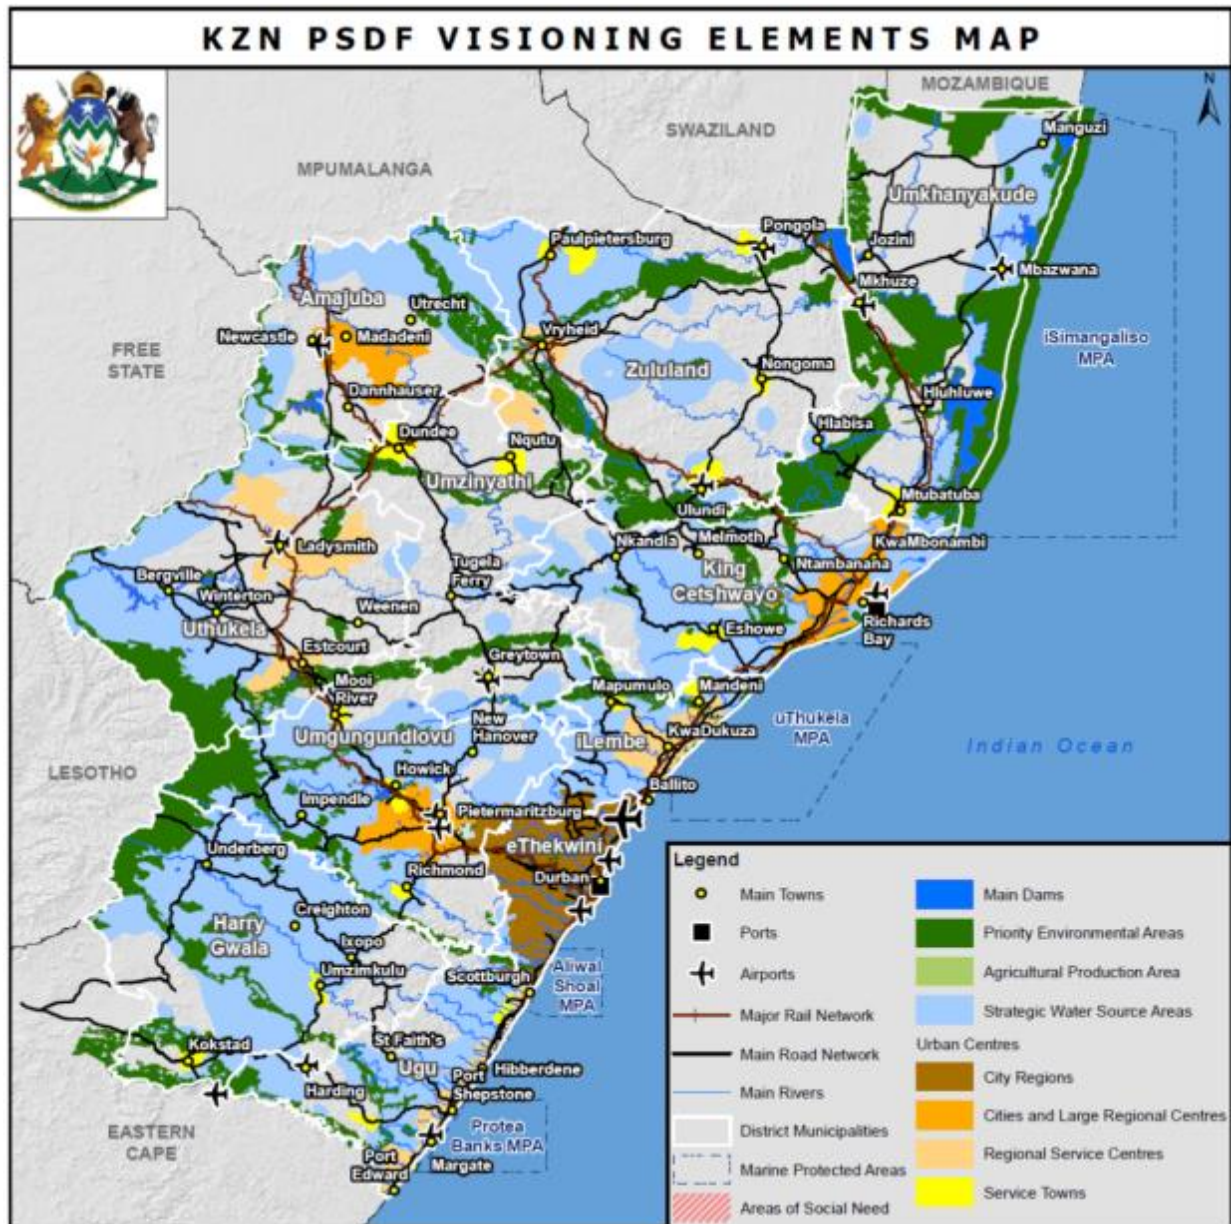 KZN PSDF VISIONING ELEMENTS MAP
MOZAMBIQUE
N
SWAZILAND
Manguzi
MPUMALANGA
Umkhanyakude
Pongola
Paulpietersburg
Jozini
Mbazwana
Mkhuze
Amajuba
Utrecht
Newcastle
Madadeni
Vryheid
iSimangaliso
MPA
FREE
STATE
Zululand
Nongoma
Dannhauser
Hluhluwe
Hlabisa
Dundee
Nqutu
Umzinyathi
Mtubatuba
Ulundi
KwaMbonambi
Ladysmith
Nkandla
Melmoth
Ntambanana
King
Cetshwayo
Tugela
Ferry
Bergville
Winterton
Weenen
Uthukela
Richards
Bay
Eshowe
Estcourt
Greytown
Mooi
River
Mapumulo
Mandeni
uThukela
MPA
New
Hanover
KwaDukuza
iLembe
Umgungundlovu
Indian Ocean
LESOTHO
Howick
Ballito
Impendle
Pietermaritzburg
eThekwini
Underberg
Richmond
Durban
Creighton
Harry
Gwala
Ixopo
Umzimkulu
Scottburgh
Aliwal
Shoal
MPA
Kokstad
St Faith's
Ugu
Hibberdene
Port
Shepstone
Harding
EASTERN
CAPE
Protea
Banks MPA
Port
Edward
Margate
Legend
Main Towns
Ports
Airports
Major Rail Network
Main Road Network
Main Rivers
District Municipalities
Marine Protected Areas
Areas of Social Need
Main Dams
Priority Environmental Areas
Agricultural Production Area
Strategic Water Source Areas
Urban Centres
City Regions
Cities and Large Regional Centres
Regional Service Centres
Service Towns